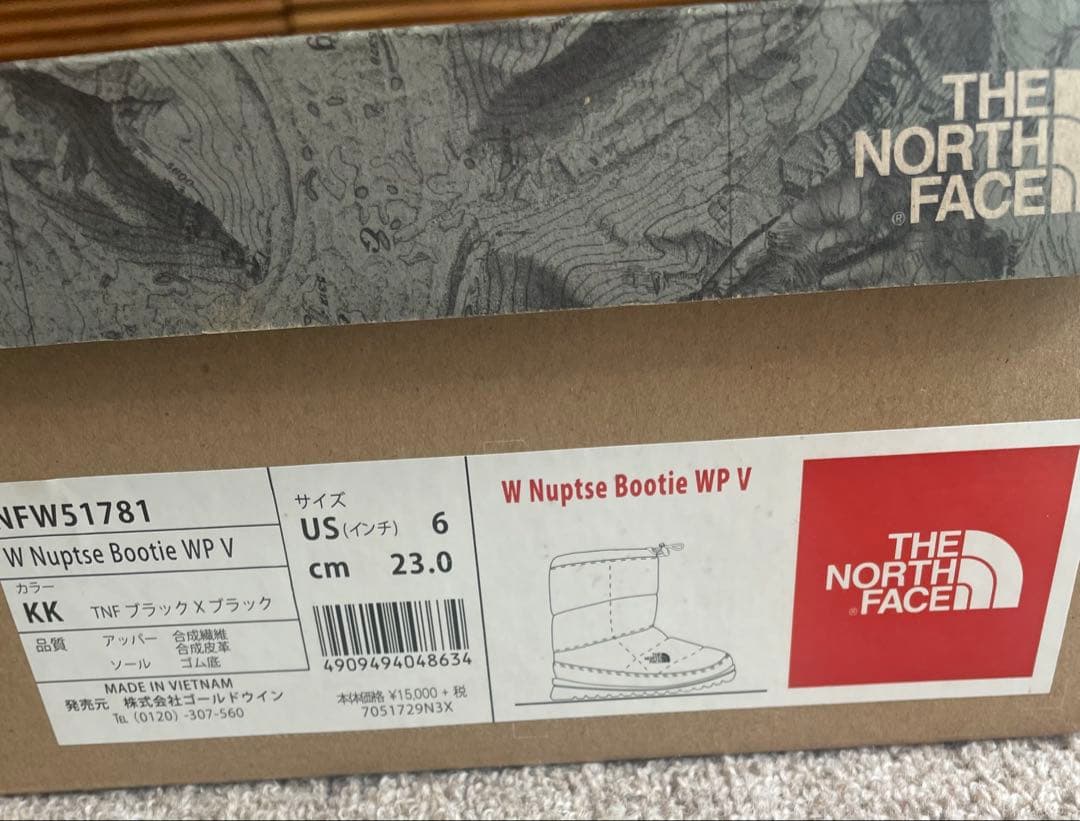 THE
NORTH
FACE
®
NFW51781
W Nuptse Bootie WP V
カラー
KK TNF ブラック X ブラック
品質 アッパー 合成繊維
合成皮革
ソール ゴム底
MADE IN VIETNAM
発売元 株式会社ゴールドウイン
℡ (0120) -307-560
サイズ
US (インチ) 6
cm 23.0
4909494048634
本体価格 ¥15,000 + 税
7051729N3X
W Nuptse Bootie WP V
THE
NORTH
FACE
®